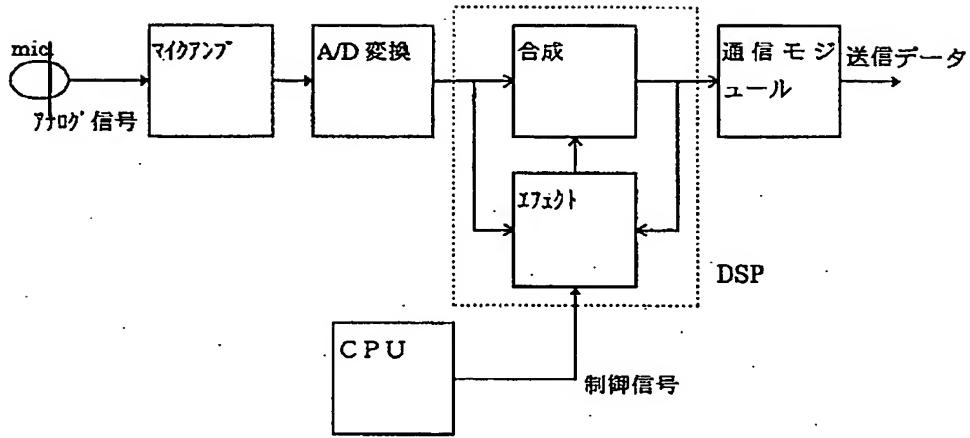 mic
アナログ信号
マイクアンプ
A/D 変換
合成
通信モジ
ュール
送信データ
エフェクト
DSP
CPU
制御信号